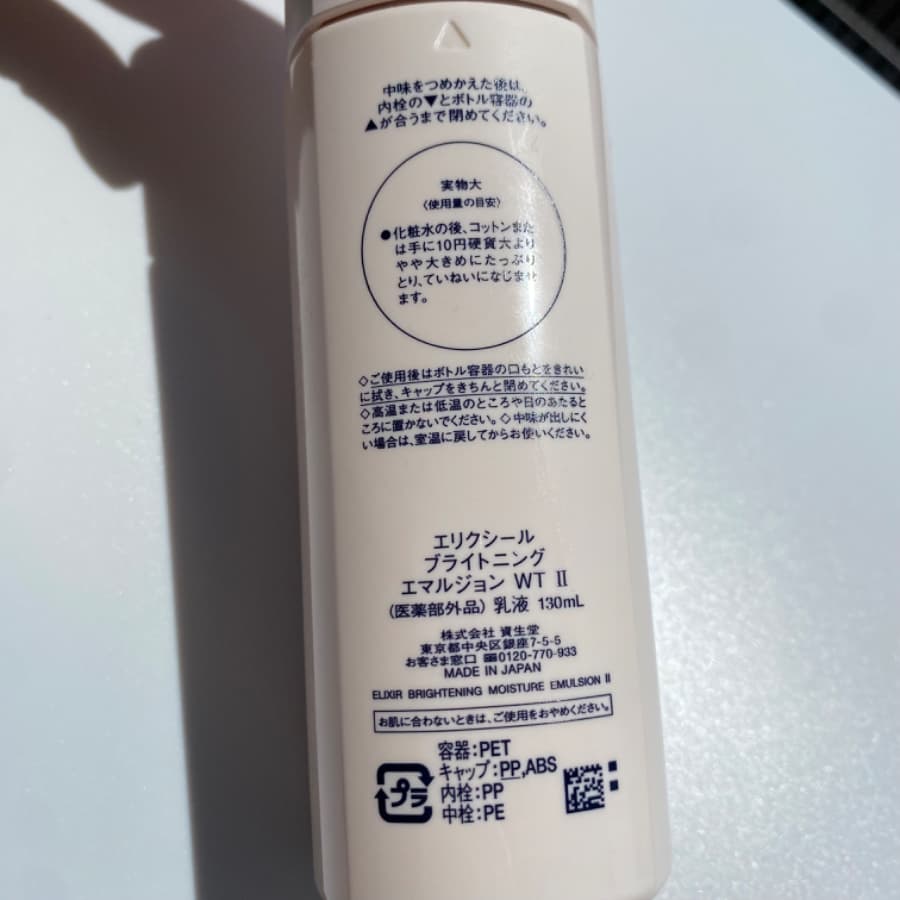 中味をつめかえた後は、
内栓の▼とボトル容器の
▲が合うまで閉めてください。
実物大
〈使用量の目安〉
●化粧水の後、コットンまた
は手に10円硬貨大より
やや大きめにたっぷり
とり、ていねいになじませ
ます。
◇ご使用後はボトル容器の口もとをきれい
に拭き、キャップをきちんと閉めてください。
◇高温または低温のところや日のあたると
ころに置かないでください。◇中味が出しにく
い場合は、室温に戻してからお使いください。
エリクシール
ブライトニング
エマルジョン WT Ⅱ
(医薬部外品) 乳液 130mL
株式会社 資生堂
東京都中央区銀座7-5-5
お客さま窓口 0120-770-933
MADE IN JAPAN
ELIXIR BRIGHTENING MOISTURE EMULSION Ⅱ
お肌に合わないときは、ご使用をおやめください。
容器:PET
キャップ:PP,ABS
内栓:PP
中栓:PE
プラ